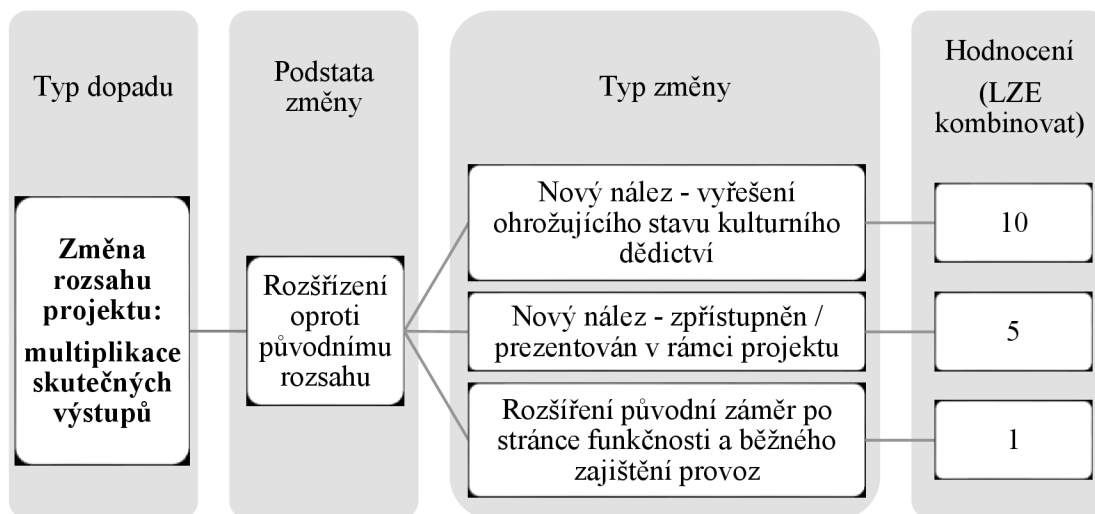 Typ dopadu
Podstata
změny
Typ změny
Hodnocení
(LZE
kombinovat)
Změna
rozsahu
projektu:
multiplikace
skutečných
výstupů
Rozšřízení
oproti
původnímu
rozsahu
Nový nález - vyřešení
ohrožujícího stavu kulturního
dědictví
10
Nový nález - zpřístupněn /
prezentován v rámci projektu
5
Rozšíření původní záměr po
stránce funkčnosti a běžného
zajištění provoz
1